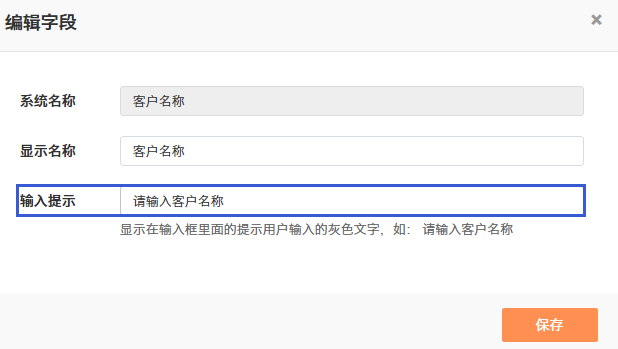 编辑字段
×
系统名称 客户名称
显示名称 客户名称
输入提示 请输入客户名称
显示在输入框里面的提示用户输入的灰色文字，如： 请输入客户名称
保存